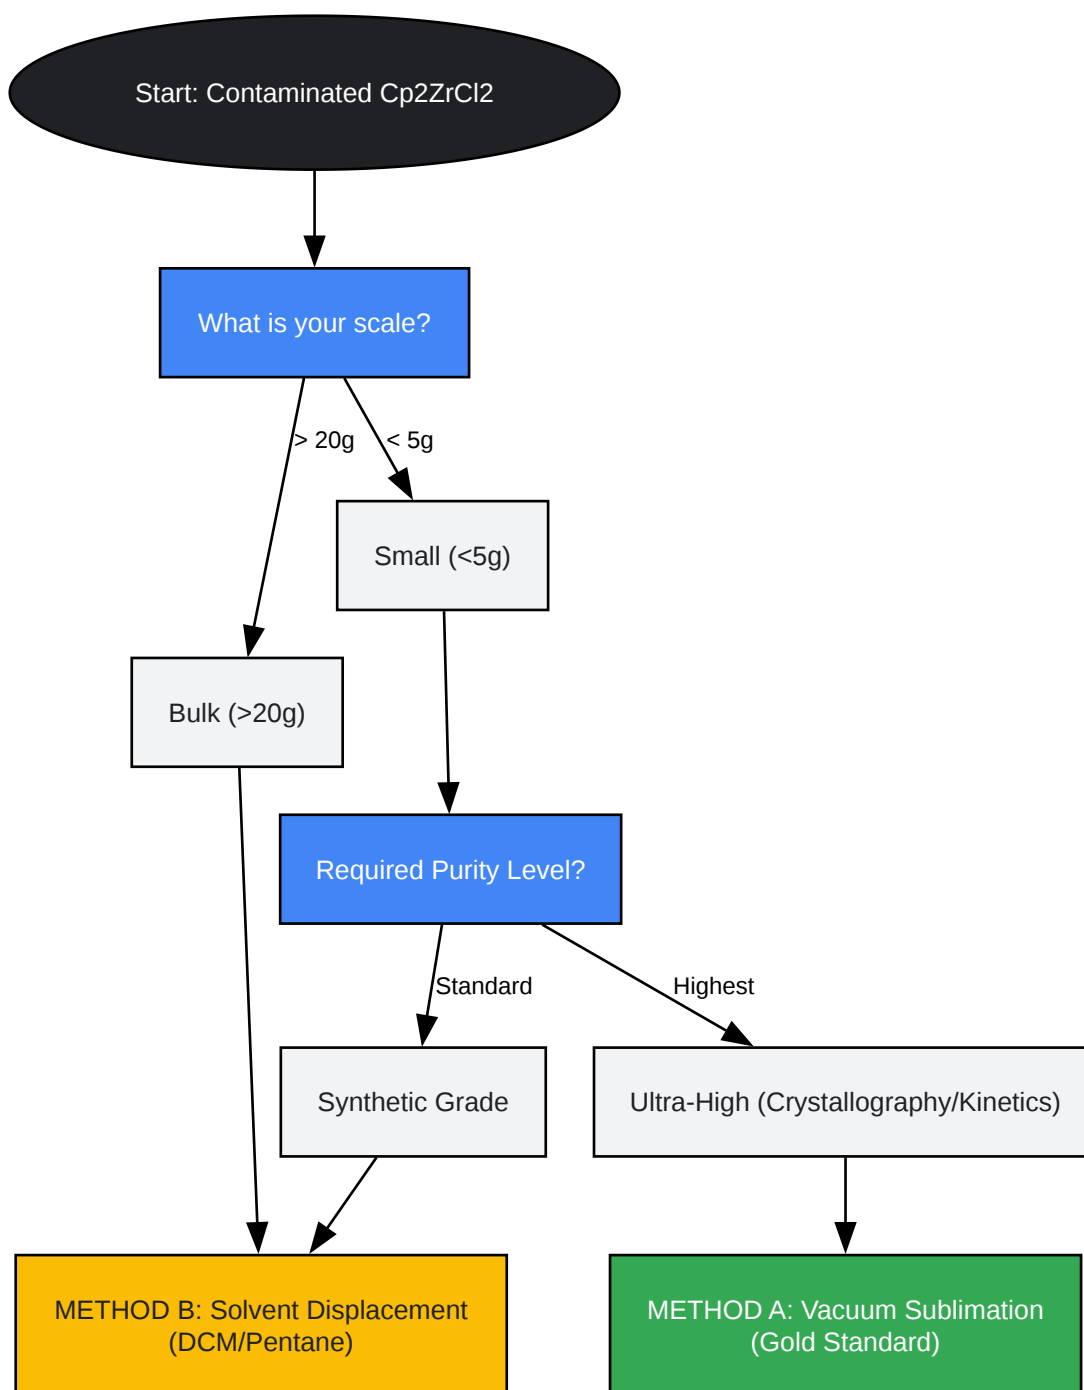 Start: Contaminated Cp2ZrCl2
What is your scale?
> 20g
< 5g
Small (<5g)
Bulk (>20g)
Required Purity Level?
Standard
Highest
Synthetic Grade
Ultra-High (Crystallography/Kinetics)
METHOD B: Solvent Displacement
(DCM/Pentane)
METHOD A: Vacuum Sublimation
(Gold Standard)